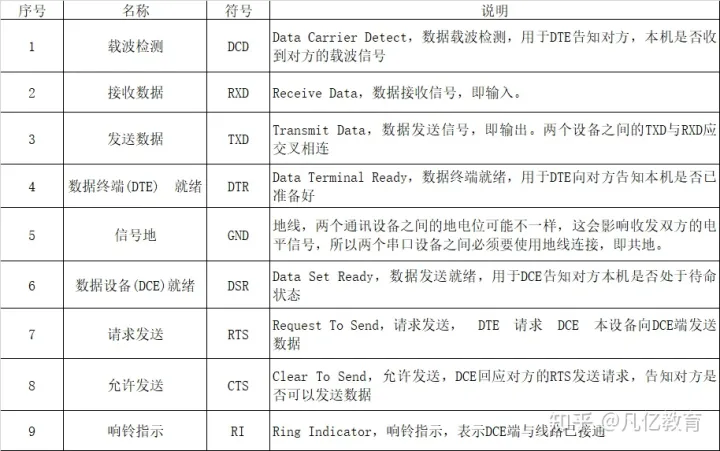 序号 名称 符号 说明
1 载波检测 DCD Data Carrier Detect，数据载波检测，用于DTE告知对方，本机是否收
到对方的载波信号
2 接收数据 RXD Receive Data，数据接收信号，即输入。
3 发送数据 TXD Transmit Data，数据发送信号，即输出。两个设备之间的TXD与RXD应
交叉相连
4 数据终端(DTE) 就绪 DTR Data Terminal Ready，数据终端就绪，用于DTE向对方告知本机是否已
准备好
5 信号地 GND 地线，两个通讯设备之间的地电位可能不一样，这会影响收发双方的电
平信号，所以两个串口设备之间必须要使用地线连接，即共地。
6 数据设备(DCE)就绪 DSR Data Set Ready，数据发送就绪，用于DCE告知对方本机是否处于待命
状态
7 请求发送 RTS Request To Send，请求发送， DTE 请求 DCE 本设备向DCE端发送
数据
8 允许发送 CTS Clear To Send，允许发送，DCE回应对方的RTS发送请求，告知对方是
否可以发送数据
9 响铃指示 RI Ring Indicator，响铃指示，表示DCE端与线路已接通
知乎 @凡亿教育